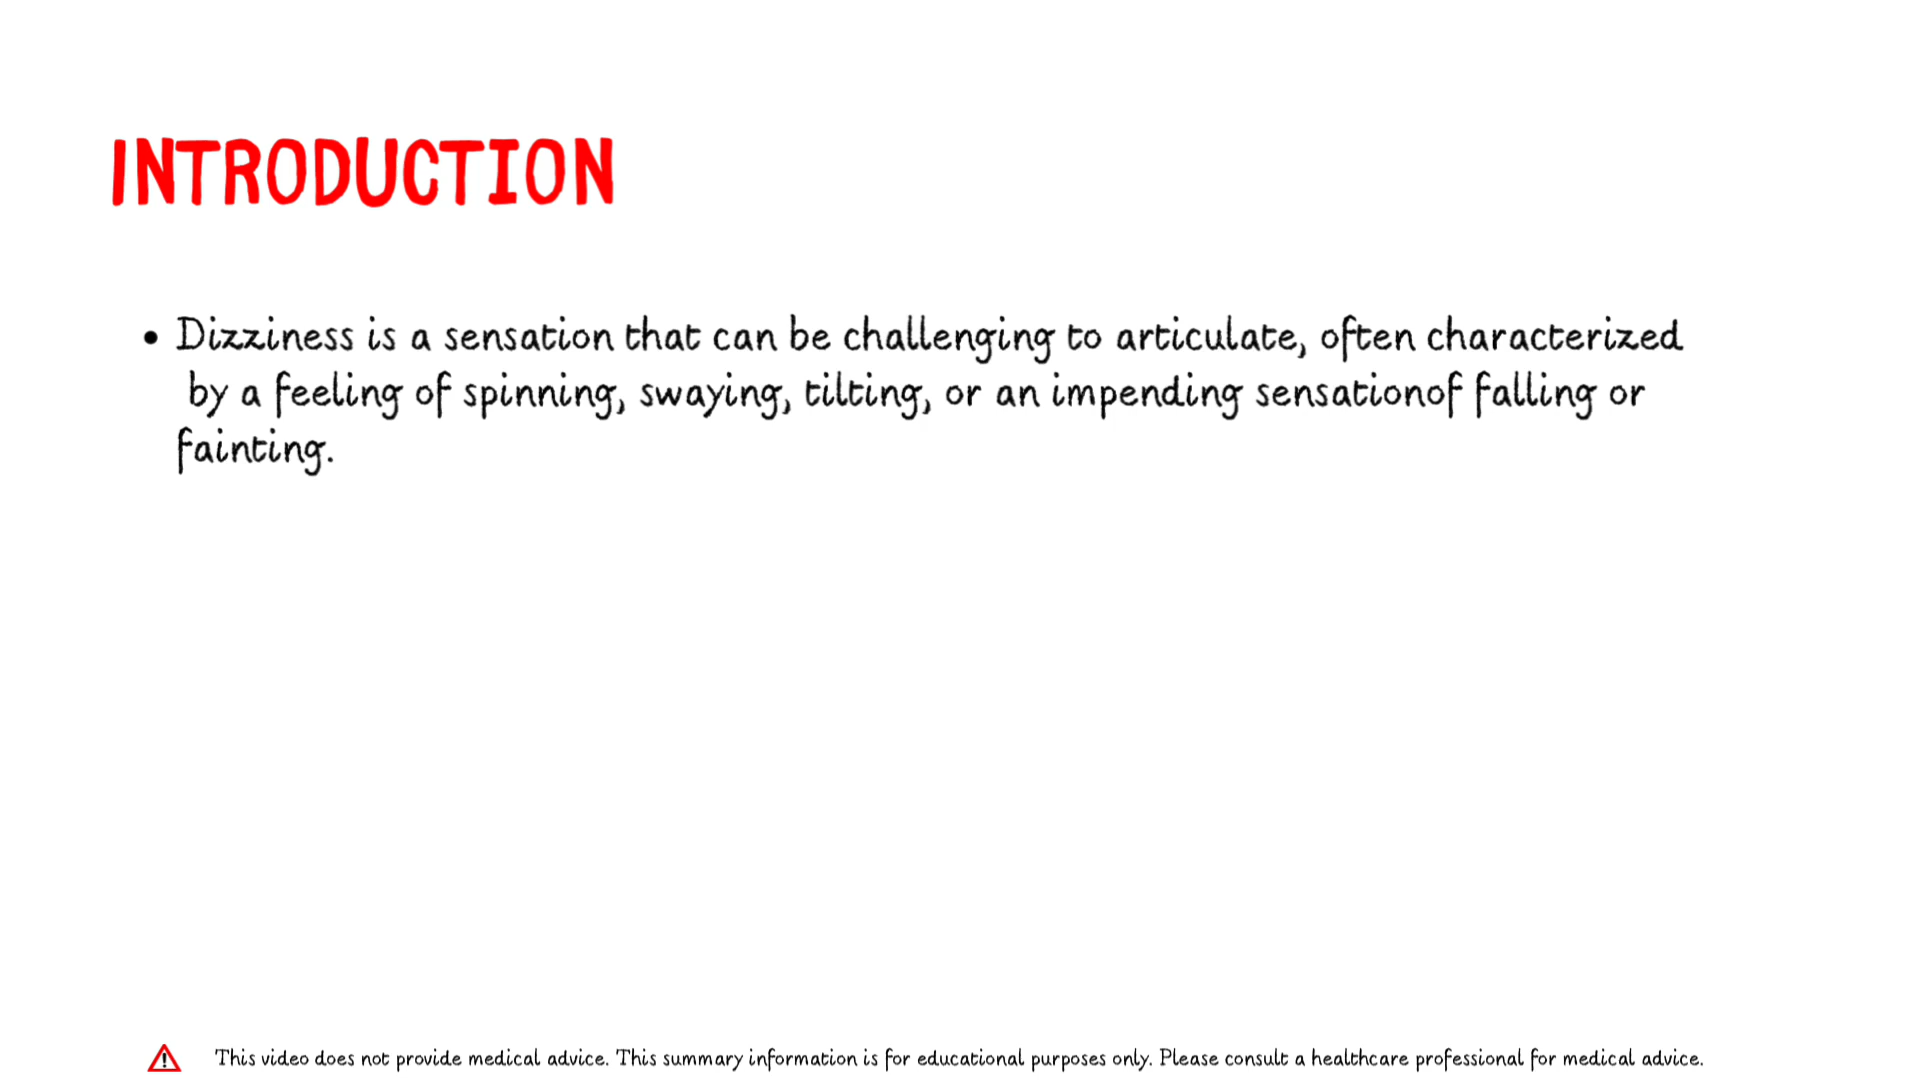 INTRODUCTION
• Dizziness is a sensation that can be challenging to articulate, often characterized
by a feeling of spinning, swaying, tilting, or an impending sensationof falling or
fainting.
This video does not provide medical advice. This summary information is for educational purposes only. Please consult a healthcare professional for medical advice.